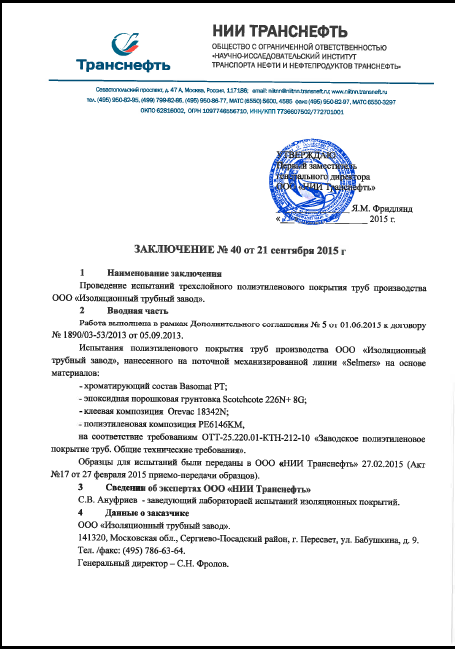 НИИ ТРАНСНЕФТЬ
ОБЩЕСТВО С ОГРАНИЧЕННОЙ ОТВЕТСТВЕННОСТЬЮ
«НАУЧНО-ИССЛЕДОВАТЕЛЬСКИЙ ИНСТИТУТ
ТРАНСПОРТА НЕФТИ И НЕФТЕПРОДУКТОВ ТРАНСНЕФТЬ»
Транснефть
Севастопольский проспект, д. 47 А, Москва, Россия, 117186; email: niitnn@niitnn.transneft.ru; www.niitnn.transneft.ru
тел. (495) 950-82-95, (499) 799-82-86, (495) 950-86-77, МАТС (6550) 5600, 4585 факс (495) 950-82-97, МАТС 6550-3297
ОКПО 62816002, ОГРН 1097746556710, ИНН/КПП 7736607502/772701001
УТВЕРЖДАЮ
Первый заместитель
генерального директора
ООО «НИИ Транснефть»
Я.М. Фридлянд
2015 г.
ЗАКЛЮЧЕНИЕ № 40 от 21 сентября 2015 г
1 Наименование заключения
Проведение испытаний трехслойного полиэтиленового покрытия труб производства
ООО «Изоляционный трубный завод».
2 Вводная часть
Работа выполнена в рамках Дополнительного соглашения № 5 от 01.06.2015 к договору
№ 1890/03-53/2013 от 05.09.2013.
Испытания полиэтиленового покрытия труб производства ООО «Изоляционный
трубный завод», нанесенного на поточной механизированной линии «Selmers» на основе
материалов:
- хроматирующий состав Basomat PT;
- эпоксидная порошковая грунтовка Scotchcote 226N+ 8G;
- клеевая композиция Orevac 18342N;
- полиэтиленовая композиция PE6146KM,
на соответствие требованиям ОТТ-25.220.01-КТН-212-10 «Заводское полиэтиленовое
покрытие труб. Общие технические требования».
Образцы для испытаний были переданы в ООО «НИИ Транснефть» 27.02.2015 (Акт
№17 от 27 февраля 2015 приемо-передачи образцов).
3 Сведения об экспертах ООО «НИИ Транснефть»
С.В. Ануфриев - заведующий лабораторией испытаний изоляционных покрытий.
4 Данные о заказчике
ООО «Изоляционный трубный завод».
141320, Московская обл., Сергиево-Посадский район, г. Пересвет, ул. Бабушкина, д. 9.
Тел. /факс: (495) 786-63-64.
Генеральный директор – С.Н. Фролов.